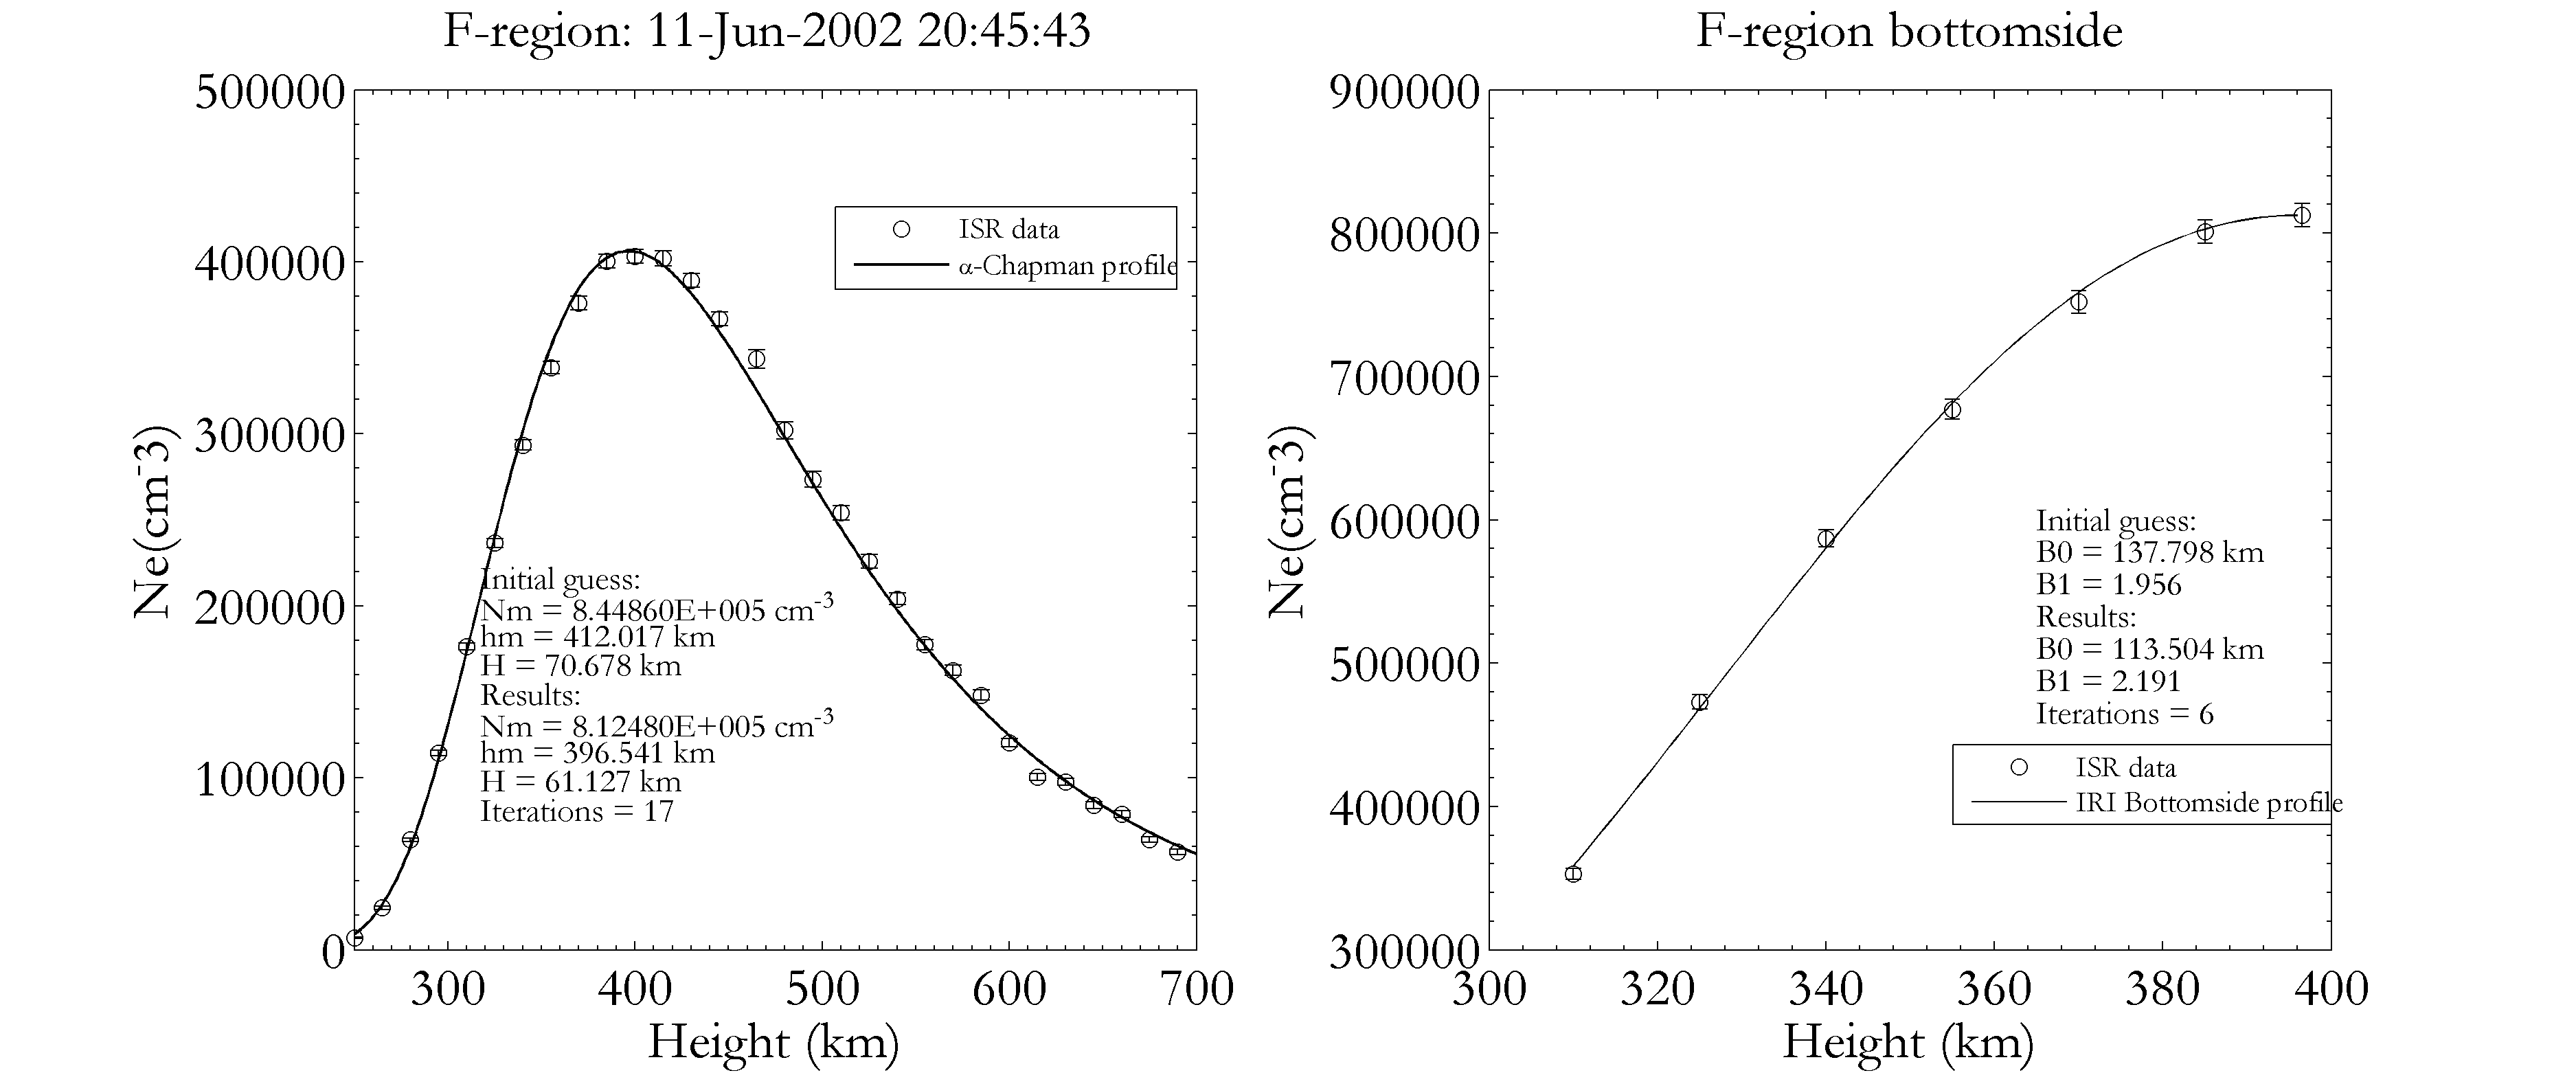 F-region: 11-Jun-2002 20:45:43
500000
400000
300000
200000
100000
0
Ne(cm-3)
ISR data
α-Chapman profile
Initial guess:
Nm = 8.44860E+005 cm-3
hm = 412.017 km
H = 70.678 km
Results:
Nm = 8.12480E+005 cm-3
hm = 396.541 km
H = 61.127 km
Iterations = 17
300 400 500 600 700
Height (km)
F-region bottomside
900000
800000
700000
600000
500000
400000
300000
Ne(cm-3)
Initial guess:
B0 = 137.798 km
B1 = 1.956
Results:
B0 = 113.504 km
B1 = 2.191
Iterations = 6
ISR data
IRI Bottomside profile
300 320 340 360 380 400
Height (km)